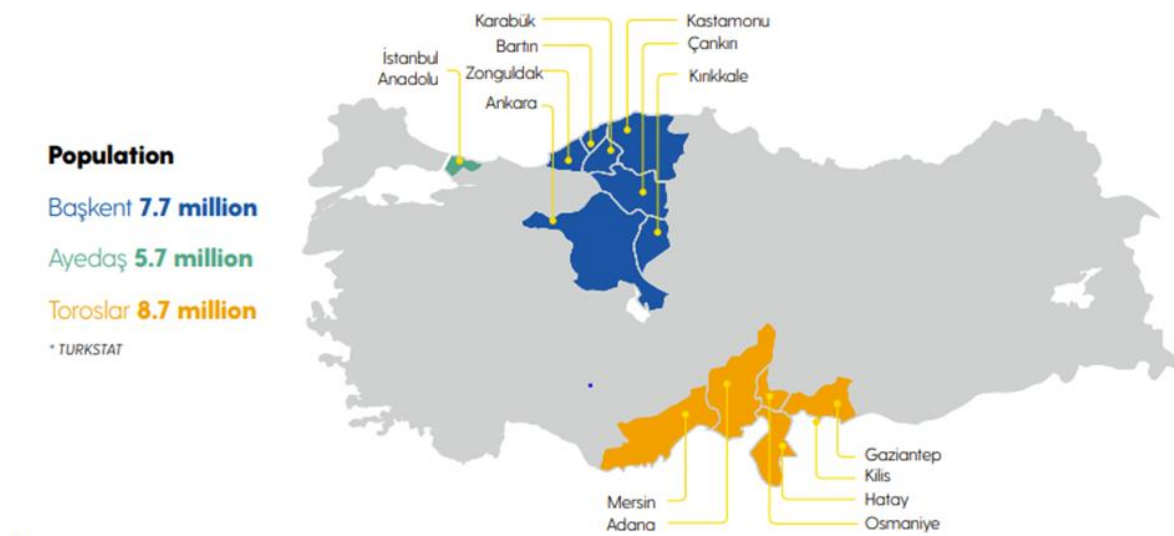 Population
Başkent 7.7 million
Ayedaş 5.7 million
Toroslar 8.7 million
* TURKSTAT
Karabük
Bartın
İstanbul
Anadolu
Zonguldak
Ankara
Kastamonu
Çankırı
Kırıkkale
Mersin
Adana
Gaziantep
Kilis
Hatay
Osmaniye